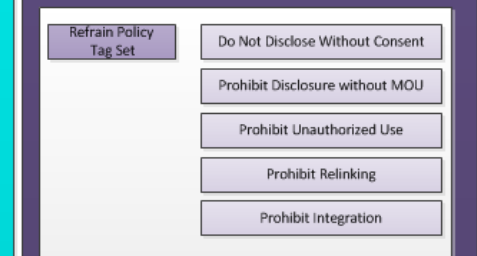 Refrain Policy
Tag Set
Do Not Disclose Without Consent
Prohibit Disclosure without MOU
Prohibit Unauthorized Use
Prohibit Relinking
Prohibit Integration